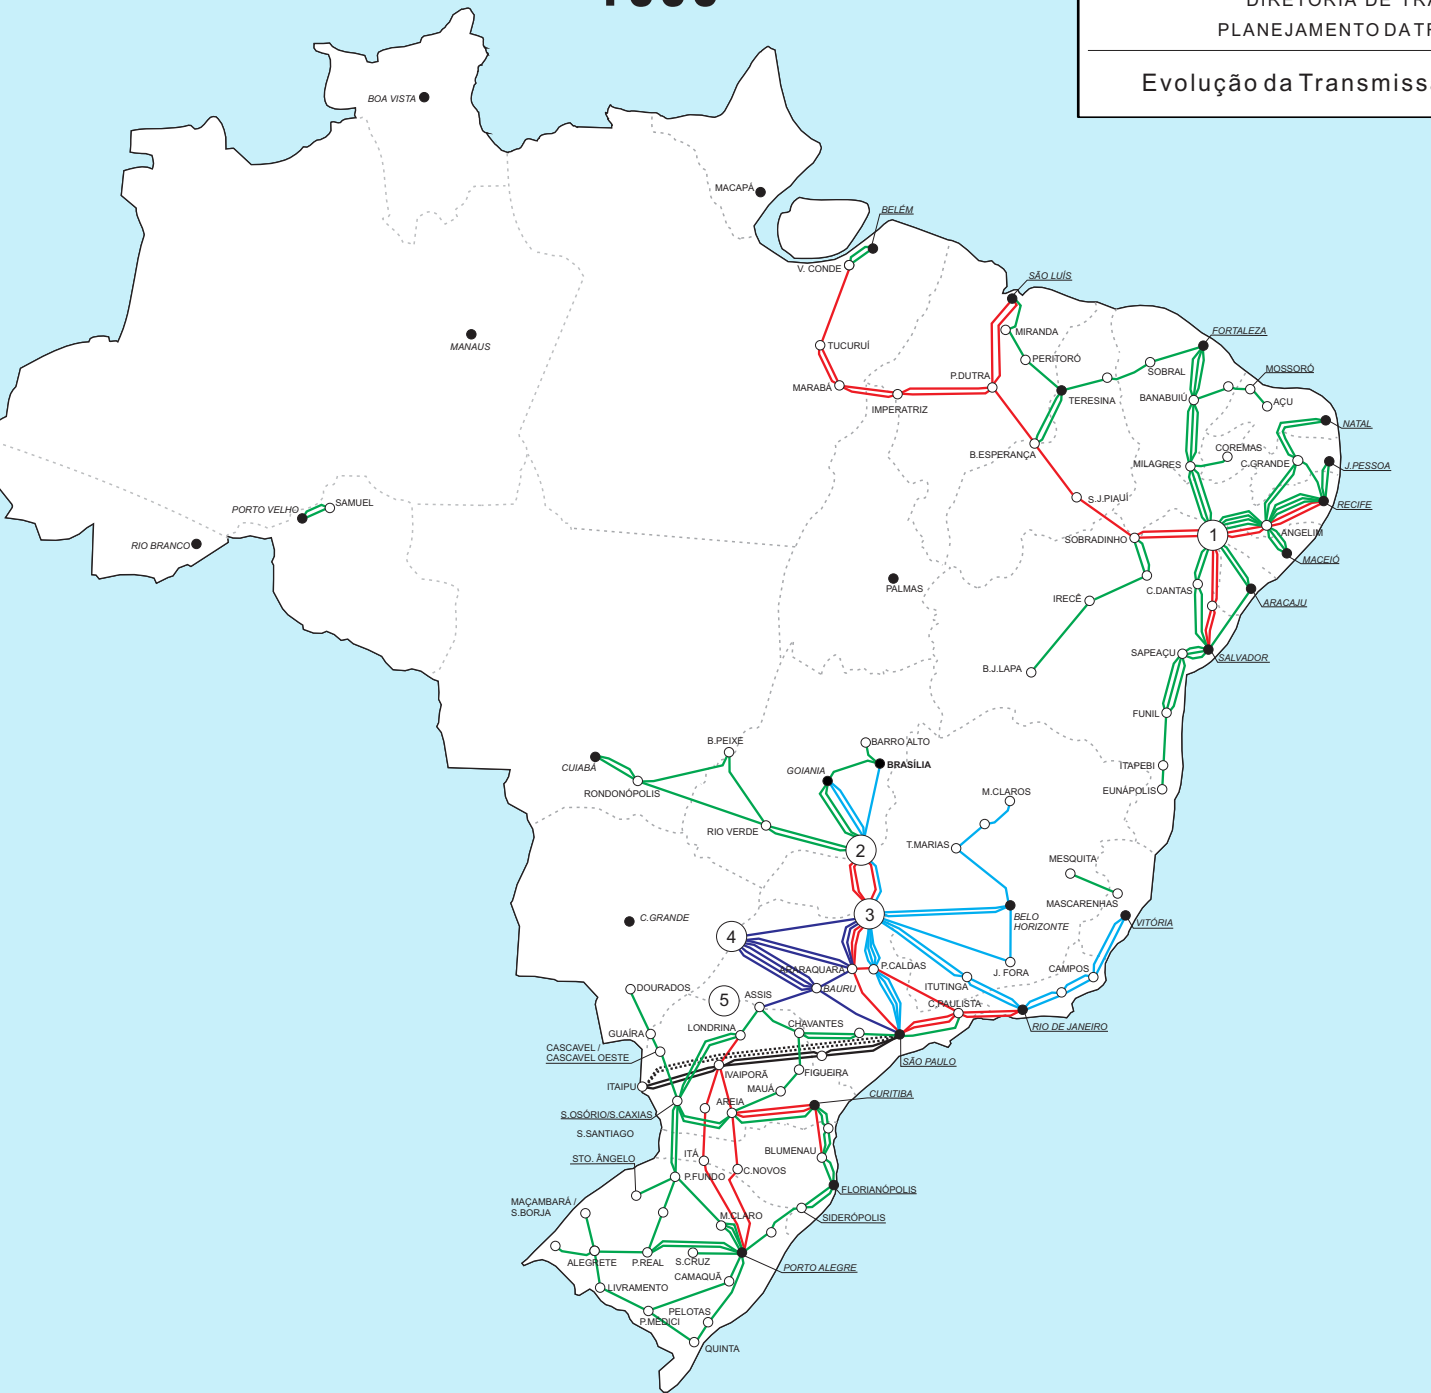 DIRETORIA DE TRA
PLANEJAMENTO DA TR
Evolução da Transmiss
BOA VISTA
MACAPÁ
BELÉM
V. CONDE
SÃO LUÍS
MANAUS
TUCURUÍ
MIRANDA
FORTALEZA
PERITORÓ
SOBRAL
MOSSORÓ
MARABÁ
P.DUTRA
IMPERATRIZ
TERESINA
BANABUIÚ
AÇU
NATAL
B.ESPERANÇA
COREMAS
MILAGRES
C.GRANDE
J.PESSOA
S.J.PIAUÍ
PORTO VELHO
SAMUEL
RECIFE
RIO BRANCO
SOBRADINHO
1
ANGELIM
MACEIÓ
PALMAS
IRECÊ
C.DANTAS
ARACAJU
B.J.LAPA
SAPEAÇU
SALVADOR
FUNIL
B.PEIXE
BARRO ALTO
CUIABÁ
GOIANIA
BRASÍLIA
ITAPEBI
RONDONÓPOLIS
M.CLAROS
EUNÁPOLIS
RIO VERDE
2
T.MARIAS
MESQUITA
MASCARENHAS
C.GRANDE
3
BELO
HORIZONTE
VITÓRIA
4
ARARAQUARA
P.CALDAS
J. FORA
CAMPOS
DOURADOS
5
ASSIS
BAURU
ITUTINGA
C.PAULISTA
GUAÍRA
LONDRINA
CHAVANTES
RIO DE JANEIRO
CASCAVEL /
CASCAVEL OESTE
SÃO PAULO
ITAIPU
IVAIPORÃ
FIGUEIRA
MAUÁ
CURITIBA
S.OSÓRIO/S.CAXIAS
AREIA
S.SANTIAGO
STO. ÂNGELO
ITÁ
BLUMENAU
C.NOVOS
P.FUNDO
FLORIANÓPOLIS
MAÇAMBARÁ /
S.BORJA
M.CLARO
SIDERÓPOLIS
ALEGRETE
P.REAL
S.CRUZ
PORTO ALEGRE
CAMAQUÃ
LIVRAMENTO
PELOTAS
P.MEDICI
QUINTA